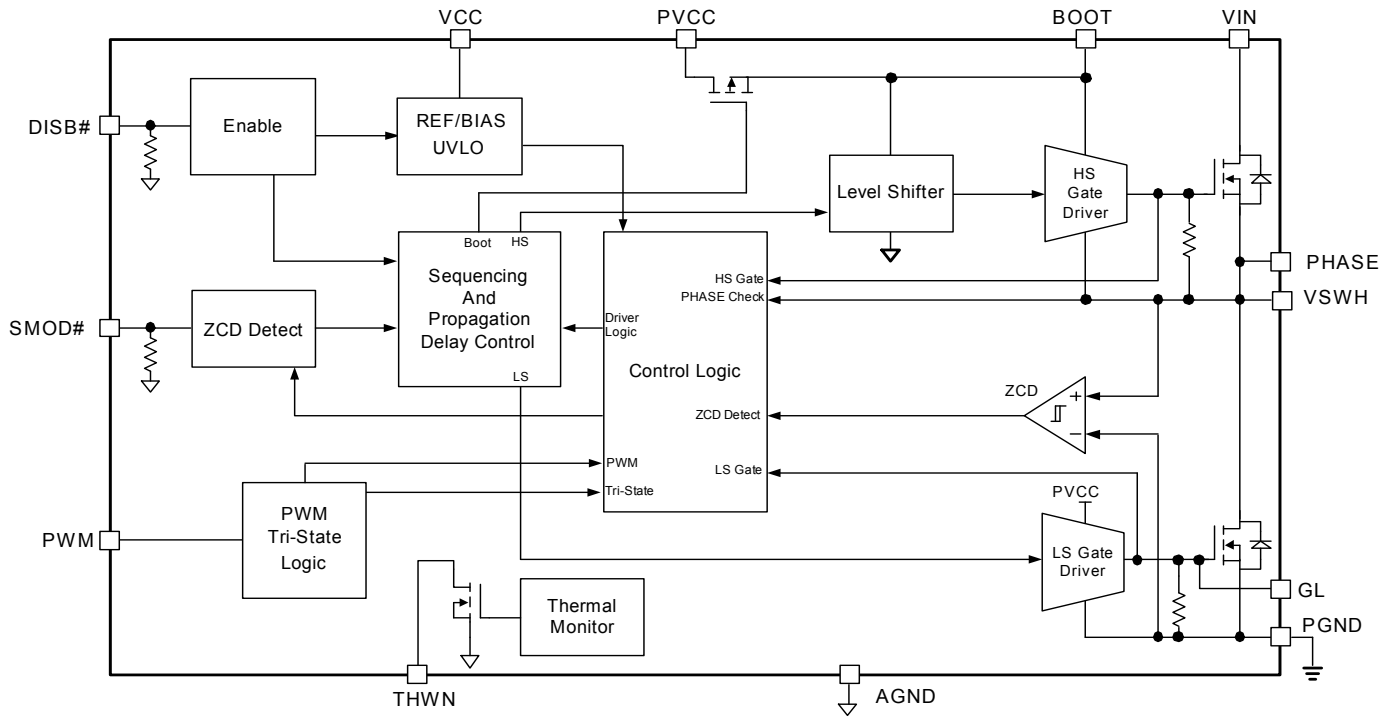 VCC
PVCC
BOOT
VIN
DISB#
Enable
REF/BIAS
UVLO
Level Shifter
HS
Gate
Driver
Boot
HS
Sequencing
And
Propagation
Delay Control
LS
HS Gate
PHASE Check
PHASE
VSWH
SMOD#
ZCD Detect
Driver
Logic
Control Logic
ZCD
+
−
ZCD Detect
LS Gate
PWM
Tri-State
PVCC
PWM
PWM
Tri-State
Logic
LS Gate
Driver
Thermal
Monitor
GL
PGND
THWN
AGND